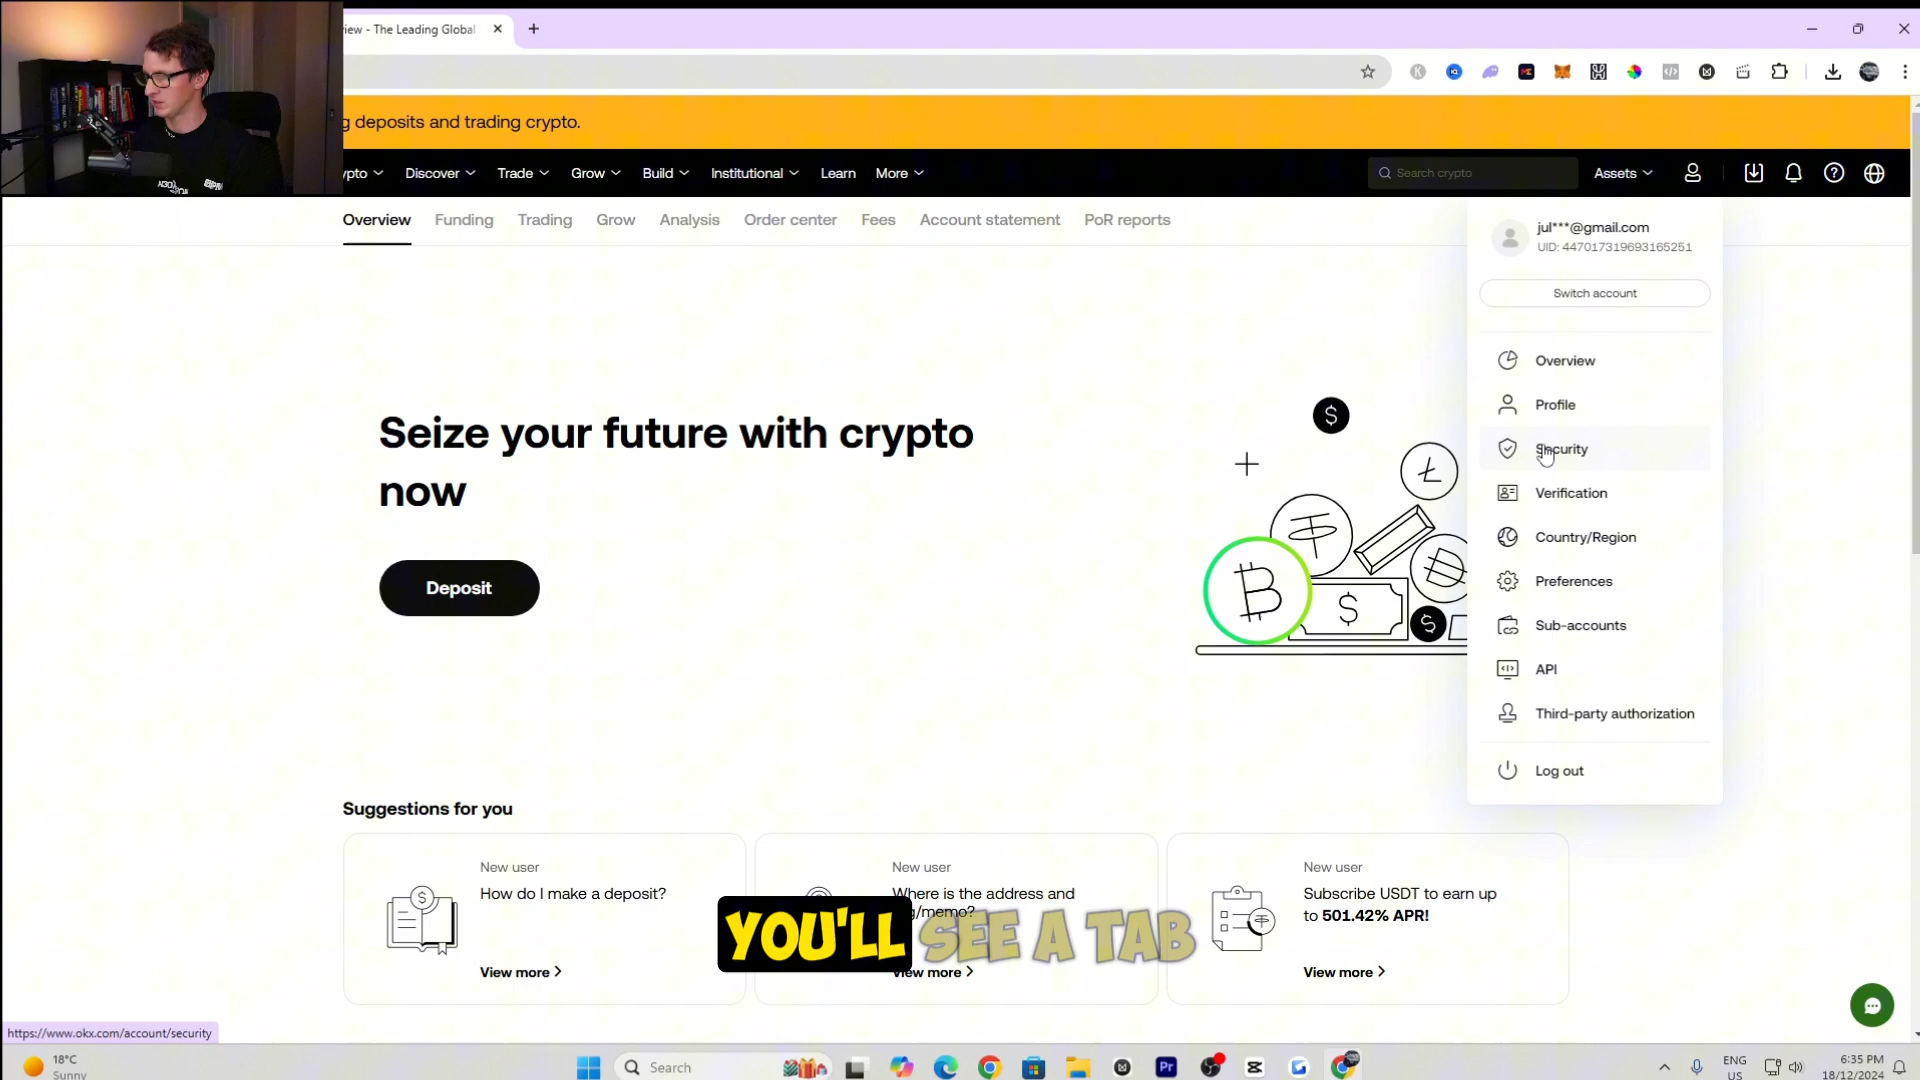 iew - The Leading Global
g deposits and trading crypto.
ypto Discover Trade Grow Build Institutional Learn More Search crypto Assets
Overview Funding Trading Grow Analysis Order center Fees Account statement PoR reports
jul***@gmail.com
UID: 447017319693165251
Switch account
Overview
Profile
Security
Verification
Country/Region
Preferences
Sub-accounts
API
Third-party authorization
Log out
Seize your future with crypto
now
Deposit
Suggestions for you
New user
How do I make a deposit?
View more
New user
Where is the address and
g/memo?
View more
New user
Subscribe USDT to earn up
to 501.42% APR!
View more
YOU'LL SEE A TAB
https://www.okx.com/account/security
18°C
Sunny
Search
ENG
US
6:35 PM
18/12/2024